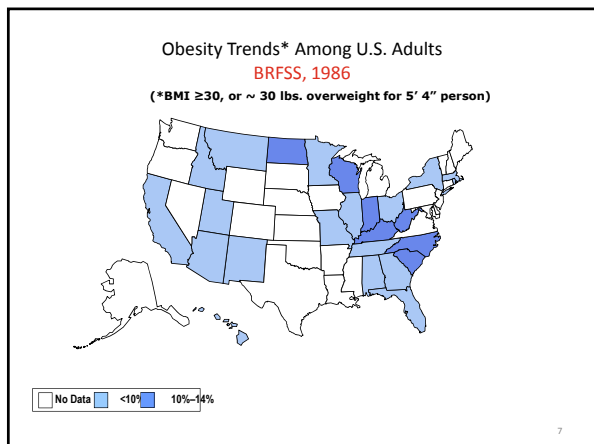 Obesity Trends* Among U.S. Adults
BRFSS, 1986
(*BMI ≥30, or ~ 30 lbs. overweight for 5’ 4” person)
No Data <10% 10%–14%
7